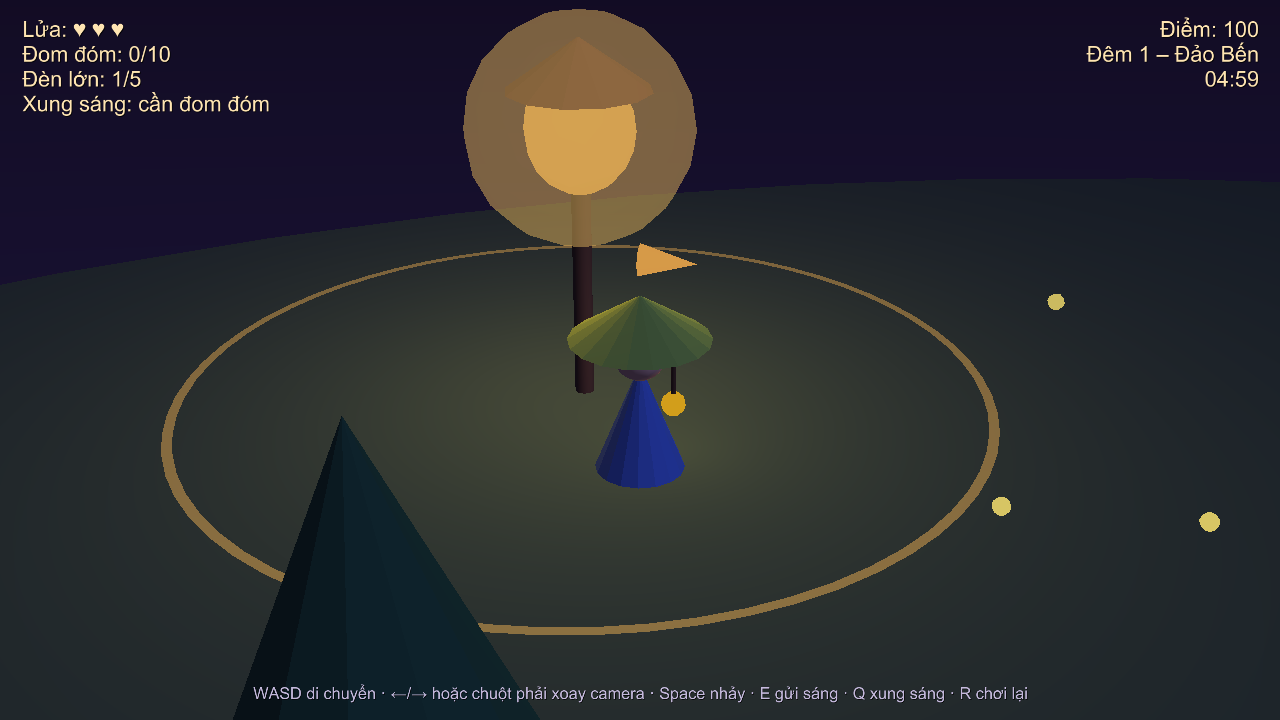 Lửa: ♥ ♥ ♥
Đom đóm: 0/10
Đèn lớn: 1/5
Xung sáng: cần đom đóm
Điểm: 100
Đêm 1 – Đảo Bến
04:59
WASD di chuyển · ←/→ hoặc chuột phải xoay camera · Space nhảy · E gửi sáng · Q xung sáng · R chơi lại